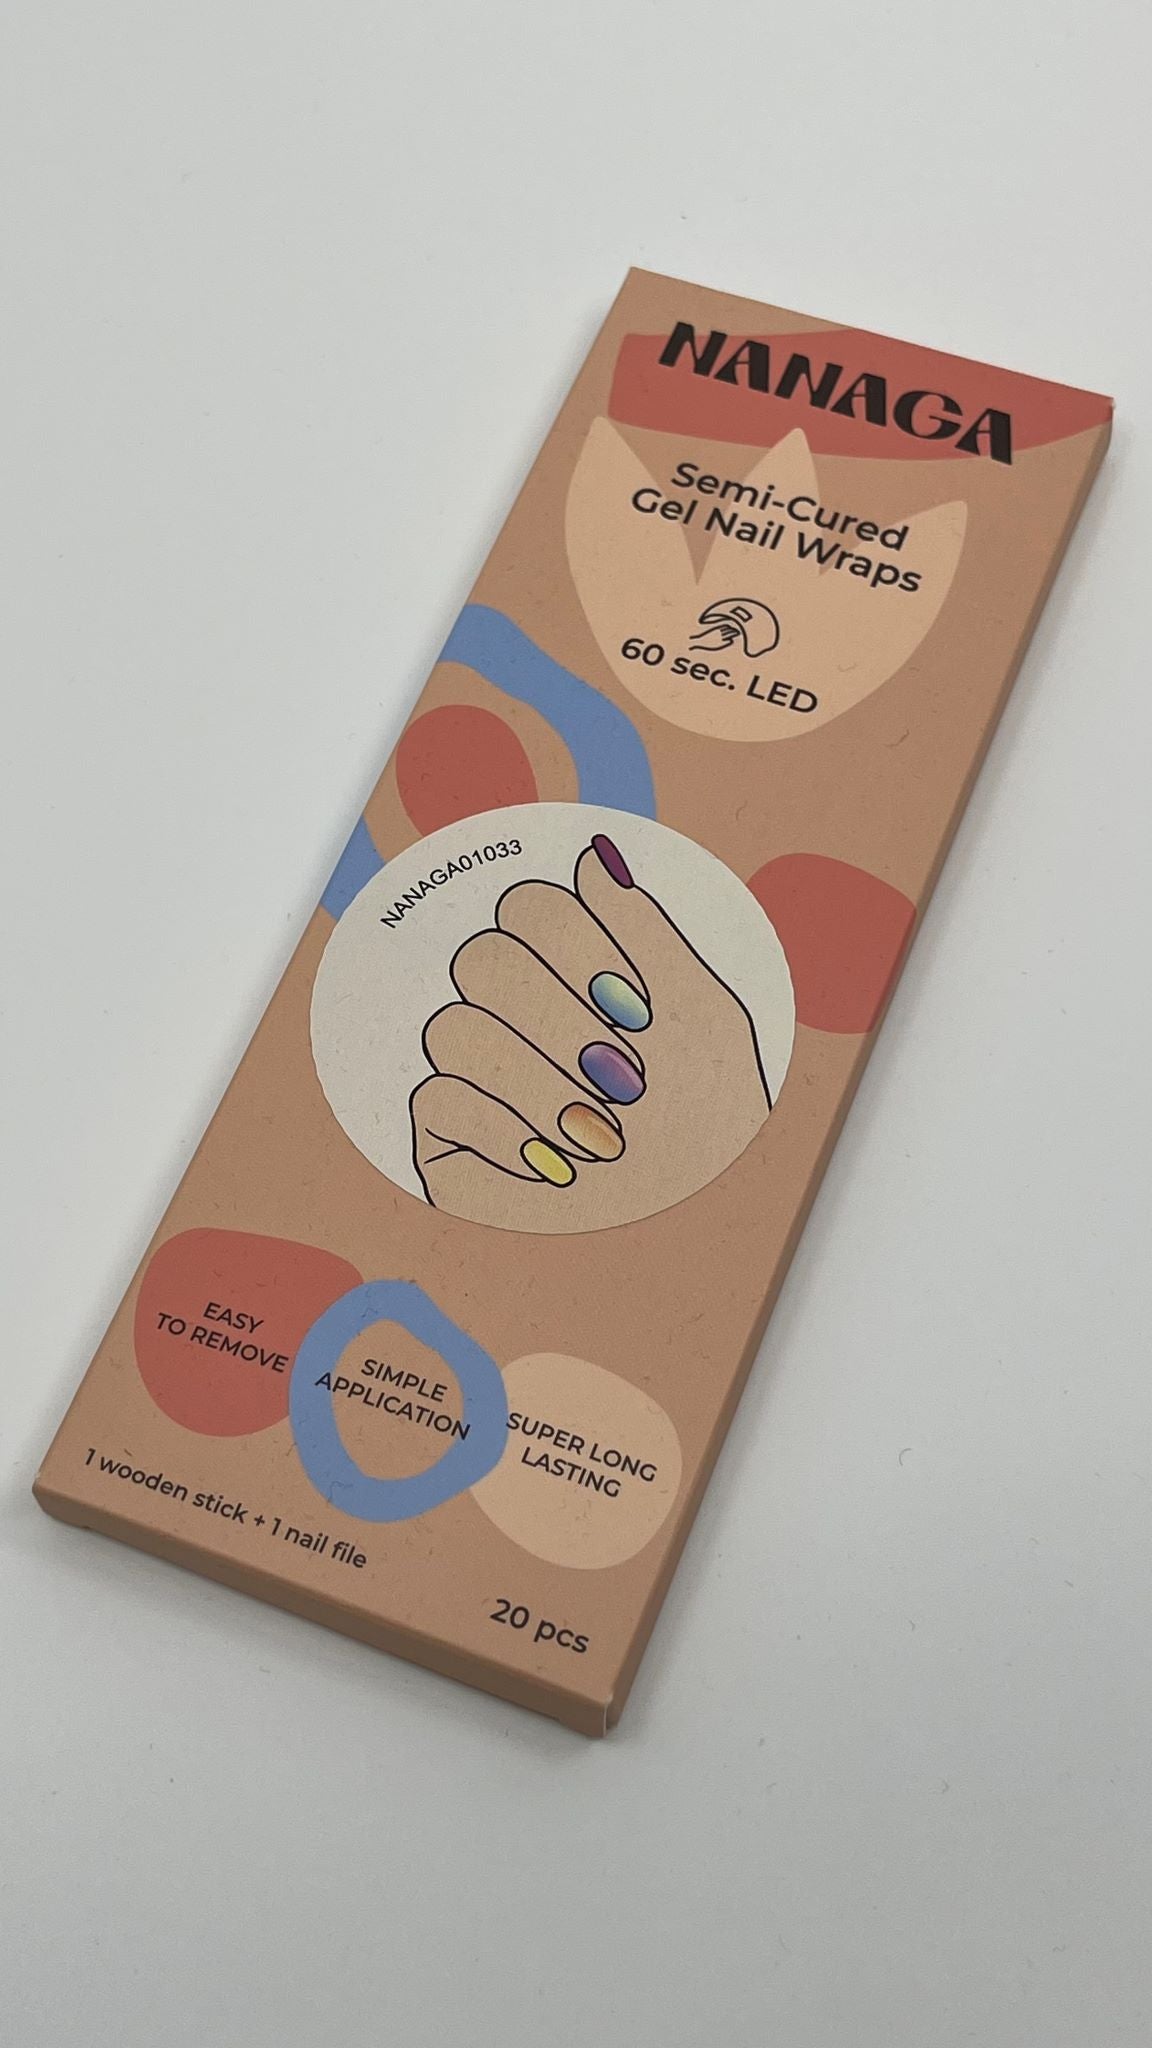 NANAGA
Semi-Cured
Gel Nail Wraps
60 sec. LED
NANAGA01033
EASY
TO REMOVE
SIMPLE
APPLICATION
SUPER LONG
LASTING
1 wooden stick + 1 nail file
20 pcs